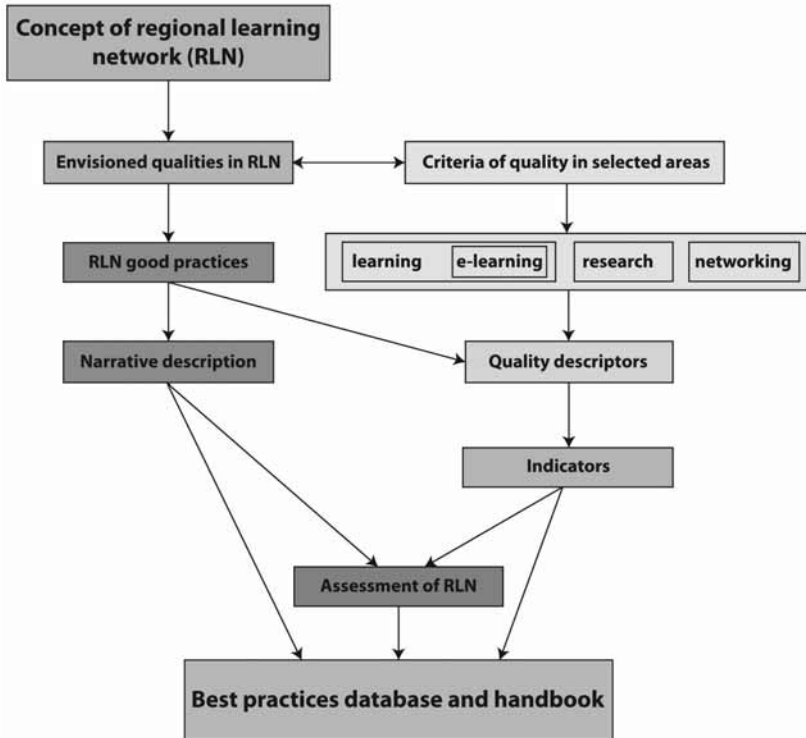 Concept of regional learning
network (RLN)
Envisioned qualities in RLN
Criteria of quality in selected areas
RLN good practices
learning
e-learning
research
networking
Narrative description
Quality descriptors
Indicators
Assessment of RLN
Best practices database and handbook